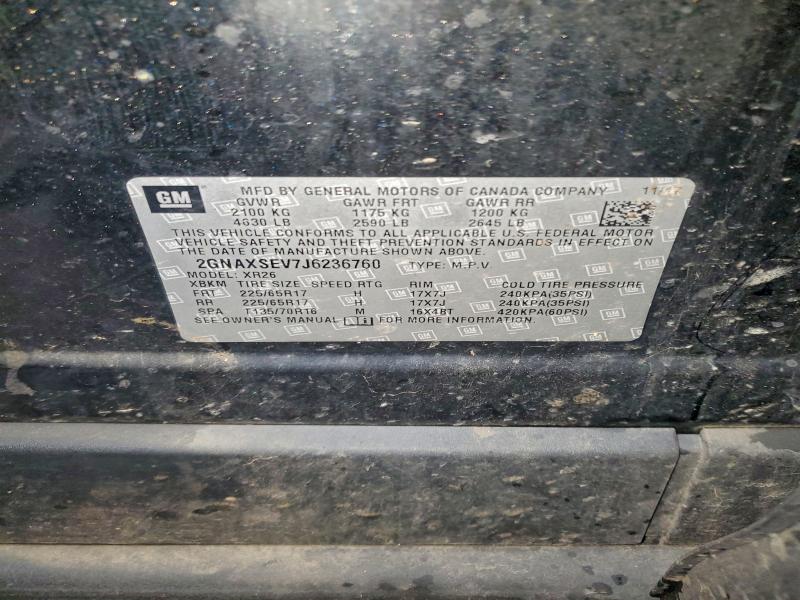 GM
MFD BY GENERAL MOTORS OF CANADA COMPANY 11/17
GVWR GAWR FRT GAWR RR
2100 KG 1175 KG 1200 KG
4630 LB 2590 LB 2645 LB
THIS VEHICLE CONFORMS TO ALL APPLICABLE U.S. FEDERAL MOTOR
VEHICLE SAFETY AND THEFT PREVENTION STANDARDS IN EFFECT ON
THE DATE OF MANUFACTURE SHOWN ABOVE.
2GNAXSEV7J6236760 TYPE: M.P.V.
MODEL: XR26
XBKM TIRE SIZE SPEED RTG RIM COLD TIRE PRESSURE
FRT 225/65R17 H 17X7J 240KPA(35PSI)
RR 225/65R17 H 17X7J 240KPA(35PSI)
SPA T135/70R16 M 16X4BT 420KPA(60PSI)
SEE OWNER'S MANUAL FOR MORE INFORMATION.